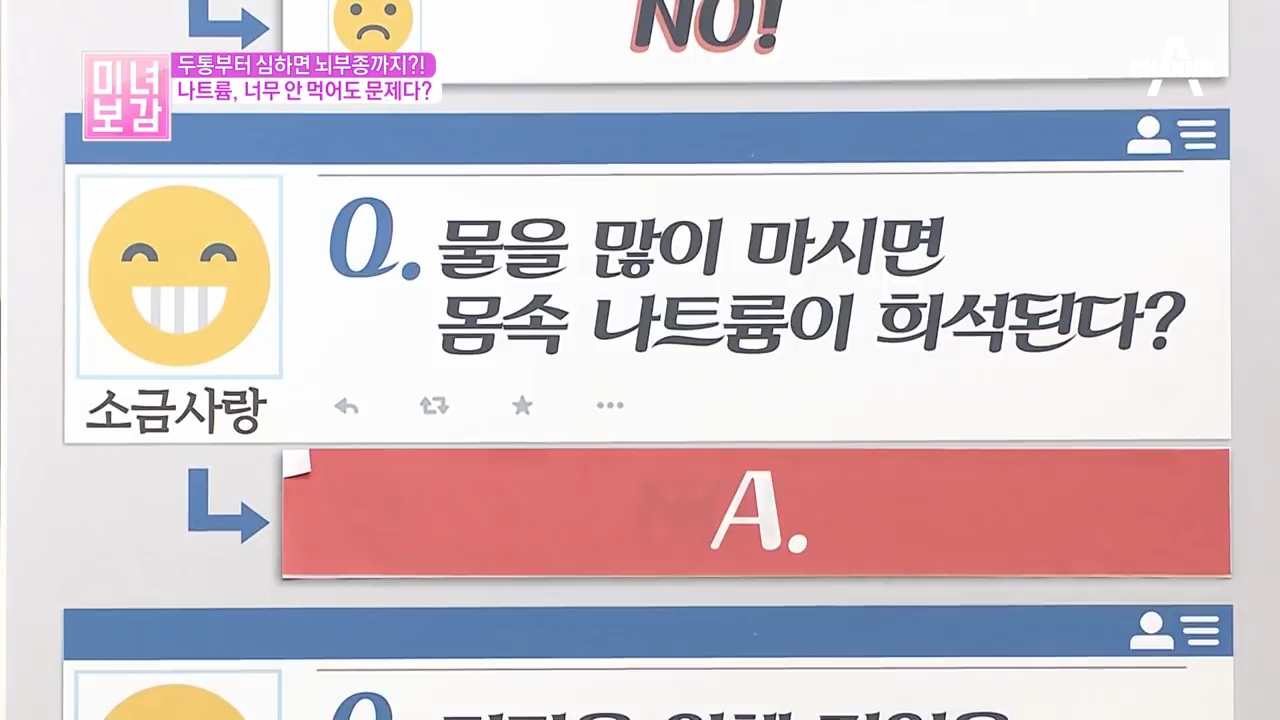 NO!
미녀
보감
두통부터 심하면 뇌부종까지?!
나트륨, 너무 안 먹어도 문제다?
A
Q. 물을 많이 마시면
몸속 나트륨이 희석된다?
소금사랑
A.
Q